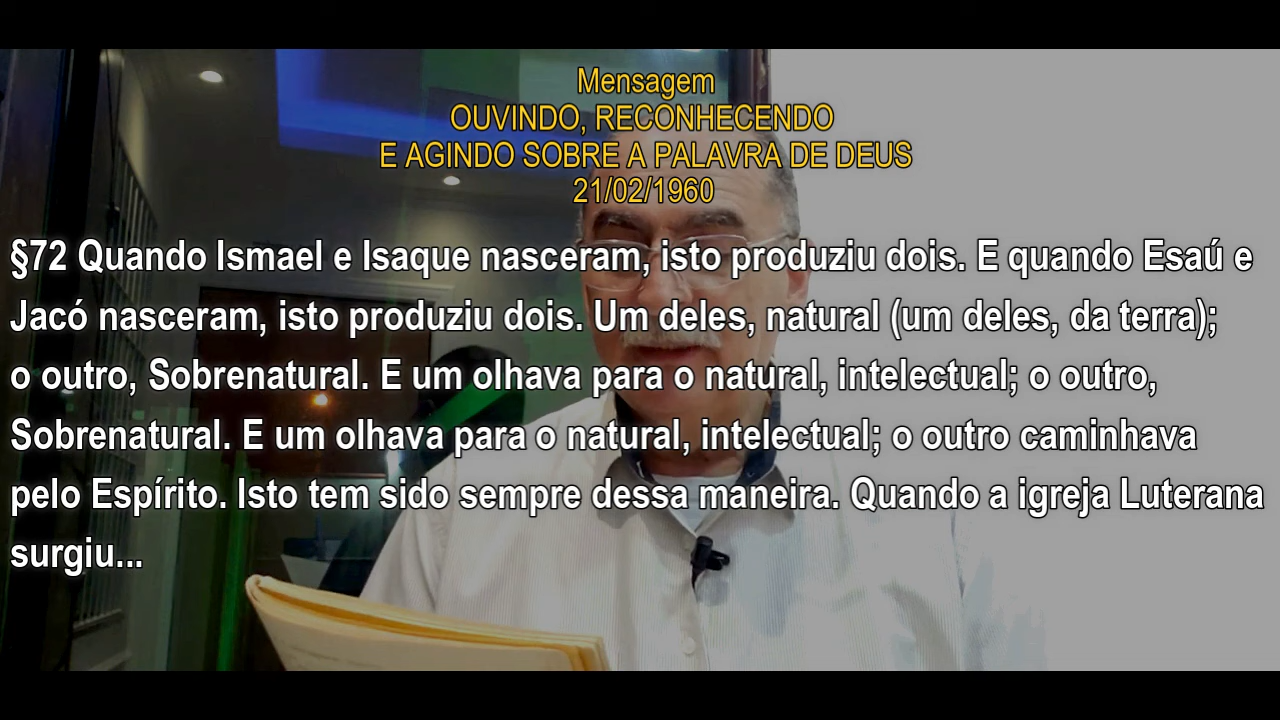 Mensagem
OUVINDO, RECONHECENDO
E AGINDO SOBRE A PALAVRA DE DEUS
21/02/1960
§72 Quando Ismael e Isaque nasceram, isto produziu dois. E quando Esaú e
Jacó nasceram, isto produziu dois. Um deles, natural (um deles, da terra);
o outro, Sobrenatural. E um olhava para o natural, intelectual; o outro,
Sobrenatural. E um olhava para o natural, intelectual; o outro caminhava
pelo Espírito. Isto tem sido sempre dessa maneira. Quando a igreja Luterana
surgiu...